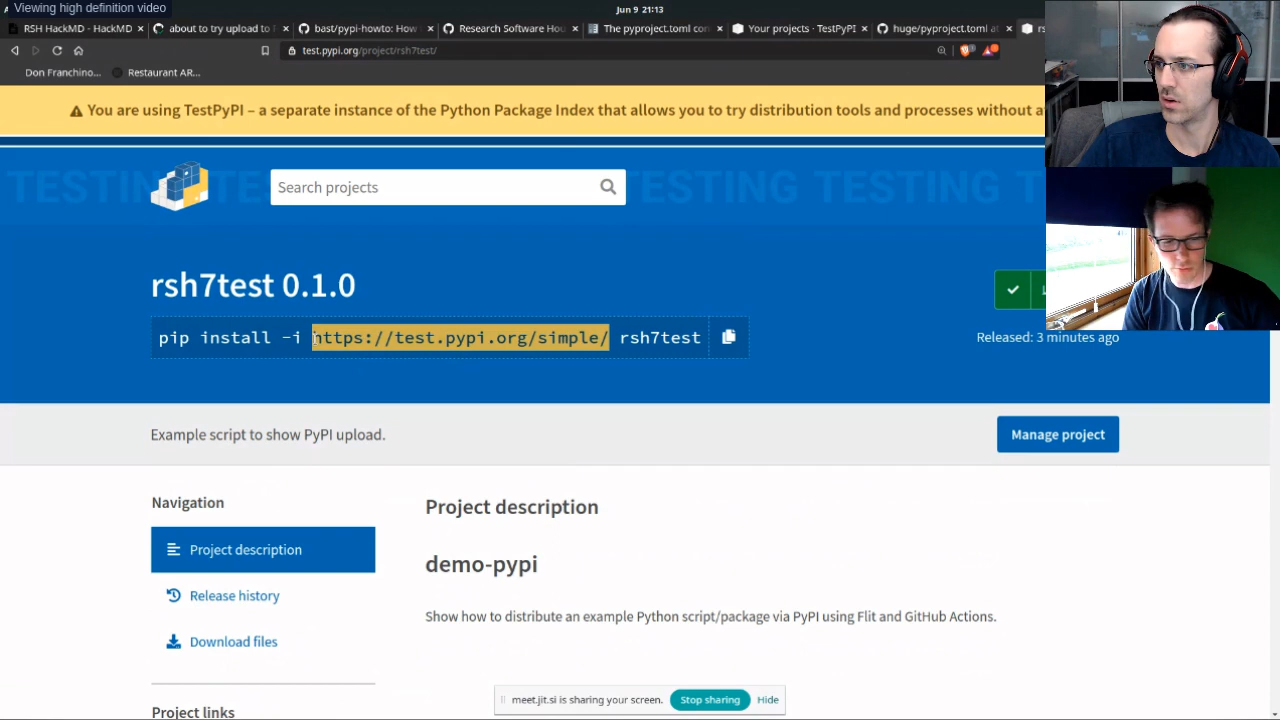 Viewing high definition video
Jun 9 21:13
RSH HackMD - HackMD
about to try upload to
bast/pypi-howto: How
Research Software Hou
The pyproject.toml con
Your projects · TestPyPI
huge/pyproject.toml at
test.pypi.org/project/rsh7test/
Don Franchino...
Restaurant AR...
You are using TestPyPI – a separate instance of the Python Package Index that allows you to try distribution tools and processes without a
TESTING TESTING
Search projects
rsh7test 0.1.0
pip install -i https://test.pypi.org/simple/ rsh7test
Released: 3 minutes ago
Example script to show PyPI upload.
Manage project
Navigation
Project description
Release history
Download files
Project links
Project description
demo-pypi
Show how to distribute an example Python script/package via PyPI using Flit and GitHub Actions.
meet.jit.si is sharing your screen.
Stop sharing
Hide